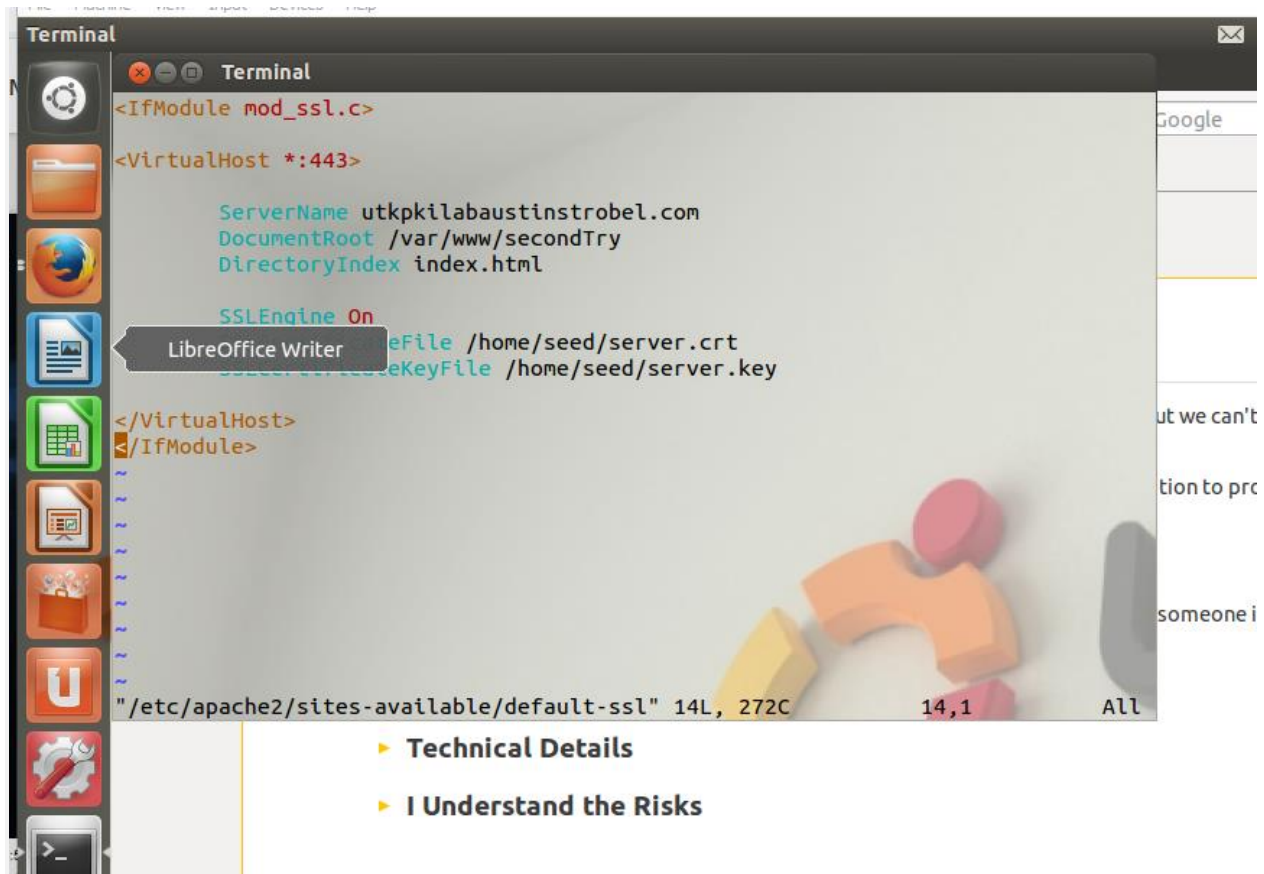 Terminal
Terminal
Google
<IfModule mod_ssl.c>
<VirtualHost *:443>
ServerName utkpkilabaustinstrobel.com
DocumentRoot /var/www/secondTry
DirectoryIndex index.html
SSLEngine On
LibreOffice Writer
eFile /home/seed/server.crt
eKeyFile /home/seed/server.key
</VirtualHost>
</IfModule>
~
~
~
~
~
~
~
~
~
"/etc/apache2/sites-available/default-ssl" 14L, 272C 14,1 All
ut we can't
tion to pro
someone i
Technical Details
I Understand the Risks
>_